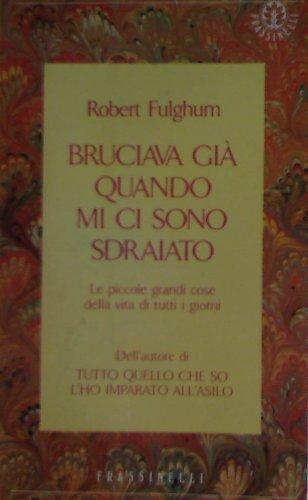 FRASSINELLI
Robert Fulghum
BRUCIAVA GIÀ
QUANDO
MI CI SONO
SDRAIATO
Le piccole grandi cose
della vita di tutti i giorni
Dell'autore di
TUTTO QUELLO CHE SO
L'HO IMPARATO ALL'ASILO
FRASSINELLI